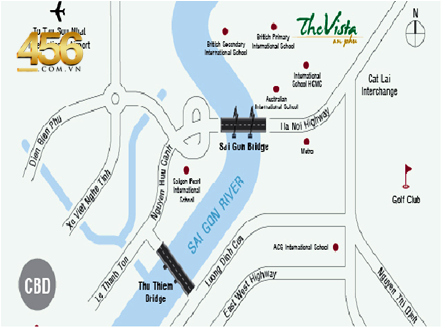 To Tan Son Nhat
Airport
456
.COM.VN
British Secondary
International School
British Primary
International School
TheVista
an phu
N
International
School HCMC
Cat Lai
Interchange
Australian
International School
Dien Bien Phu
Ha Noi Highway
Sai Gon Bridge
Metro
Xo Viet Nghe Tinh
Nguyen Huu Canh
Saigon Pearl
International
School
Golf Club
SAI GON RIVER
Le Thanh Ton
Luong Dinh Cua
ACG International School
CBD
Thu Thiem
Bridge
East West Highway
Nguyen Thi Dinh